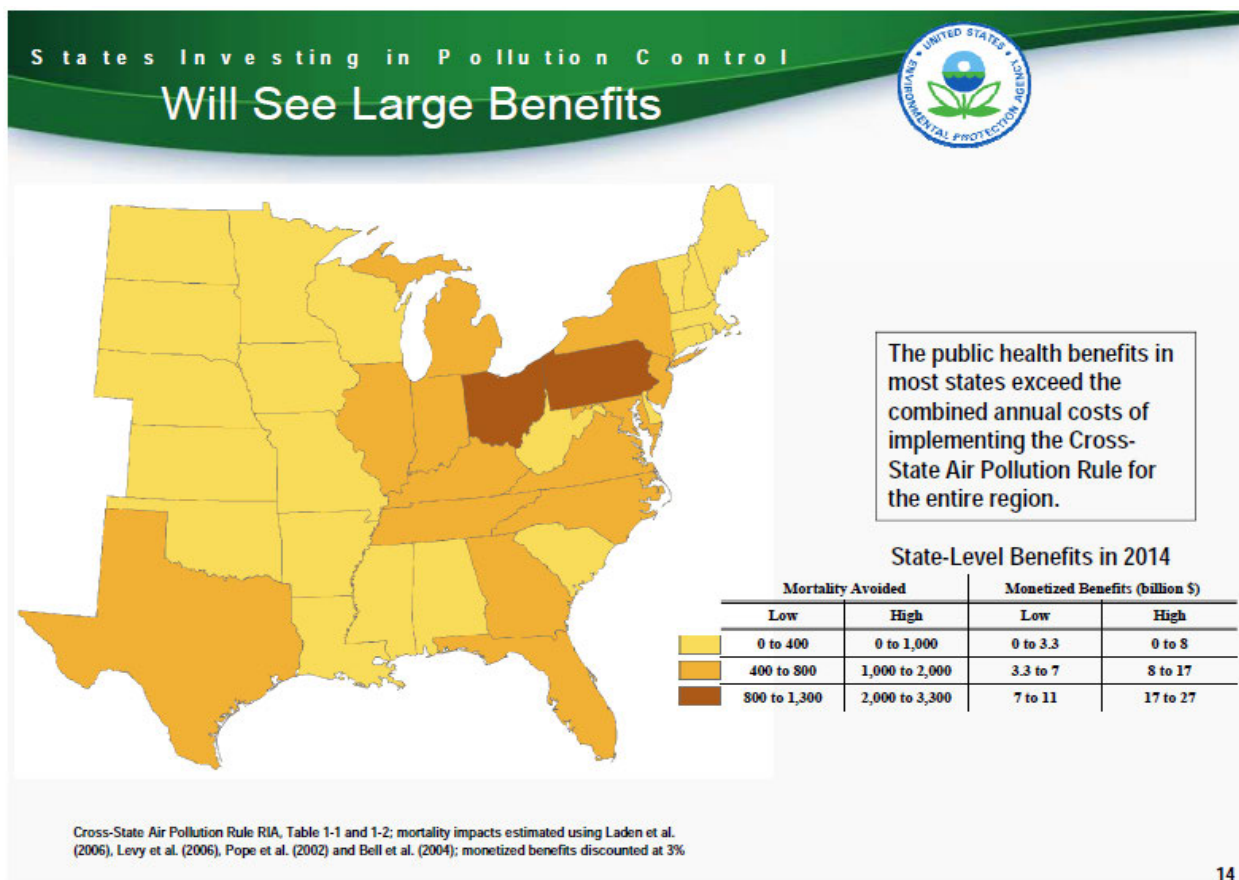 States Investing in Pollution Control
Will See Large Benefits
UNITED STATES
ENVIRONMENTAL PROTECTION AGENCY
The public health benefits in
most states exceed the
combined annual costs of
implementing the Cross-
State Air Pollution Rule for
the entire region.
State-Level Benefits in 2014
Mortality Avoided Monetized Benefits (billion $)
Low High Low High
0 to 400 0 to 1,000 0 to 3.3 0 to 8
400 to 800 1,000 to 2,000 3.3 to 7 8 to 17
800 to 1,300 2,000 to 3,300 7 to 11 17 to 27
Cross-State Air Pollution Rule RIA, Table 1-1 and 1-2; mortality impacts estimated using Laden et al.
(2006), Levy et al. (2006), Pope et al. (2002) and Bell et al. (2004); monetized benefits discounted at 3%
14